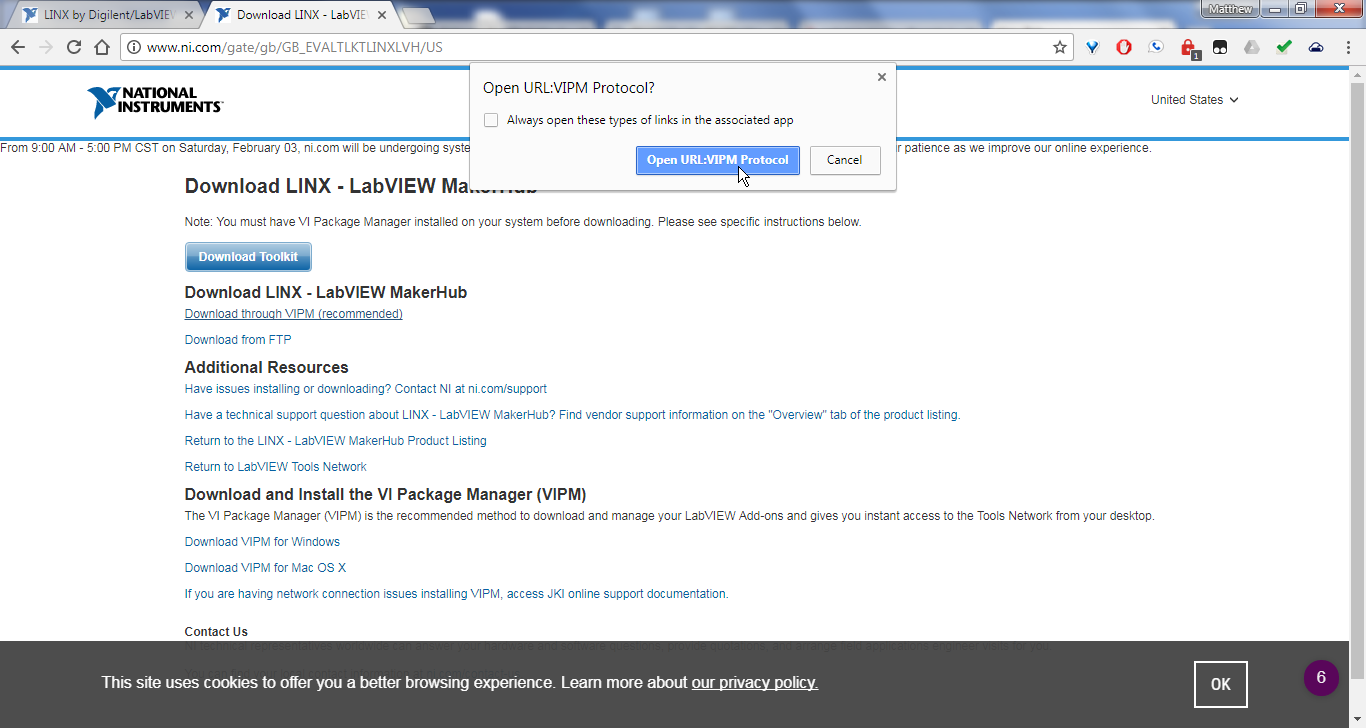 LINX by Digilent/LabVIEW
Download LINX - LabVIE
Matthew
www.ni.com/gate/gb/GB_EVALTLKTLINXLVH/US
1
NATIONAL
INSTRUMENTS
United States
Open URL:VIPM Protocol?
Always open these types of links in the associated app
Open URL:VIPM Protocol
Cancel
From 9:00 AM - 5:00 PM CST on Saturday, February 03, ni.com will be undergoing syste
r patience as we improve our online experience.
Download LINX - LabVIEW MakerHub
Note: You must have VI Package Manager installed on your system before downloading. Please see specific instructions below.
Download Toolkit
Download LINX - LabVIEW MakerHub
Download through VIPM (recommended)
Download from FTP
Additional Resources
Have issues installing or downloading? Contact NI at ni.com/support
Have a technical support question about LINX - LabVIEW MakerHub? Find vendor support information on the "Overview" tab of the product listing.
Return to the LINX - LabVIEW MakerHub Product Listing
Return to LabVIEW Tools Network
Download and Install the VI Package Manager (VIPM)
The VI Package Manager (VIPM) is the recommended method to download and manage your LabVIEW Add-ons and gives you instant access to the Tools Network from your desktop.
Download VIPM for Windows
Download VIPM for Mac OS X
If you are having network connection issues installing VIPM, access JKI online support documentation.
Contact Us
This site uses cookies to offer you a better browsing experience. Learn more about our privacy policy.
OK
6